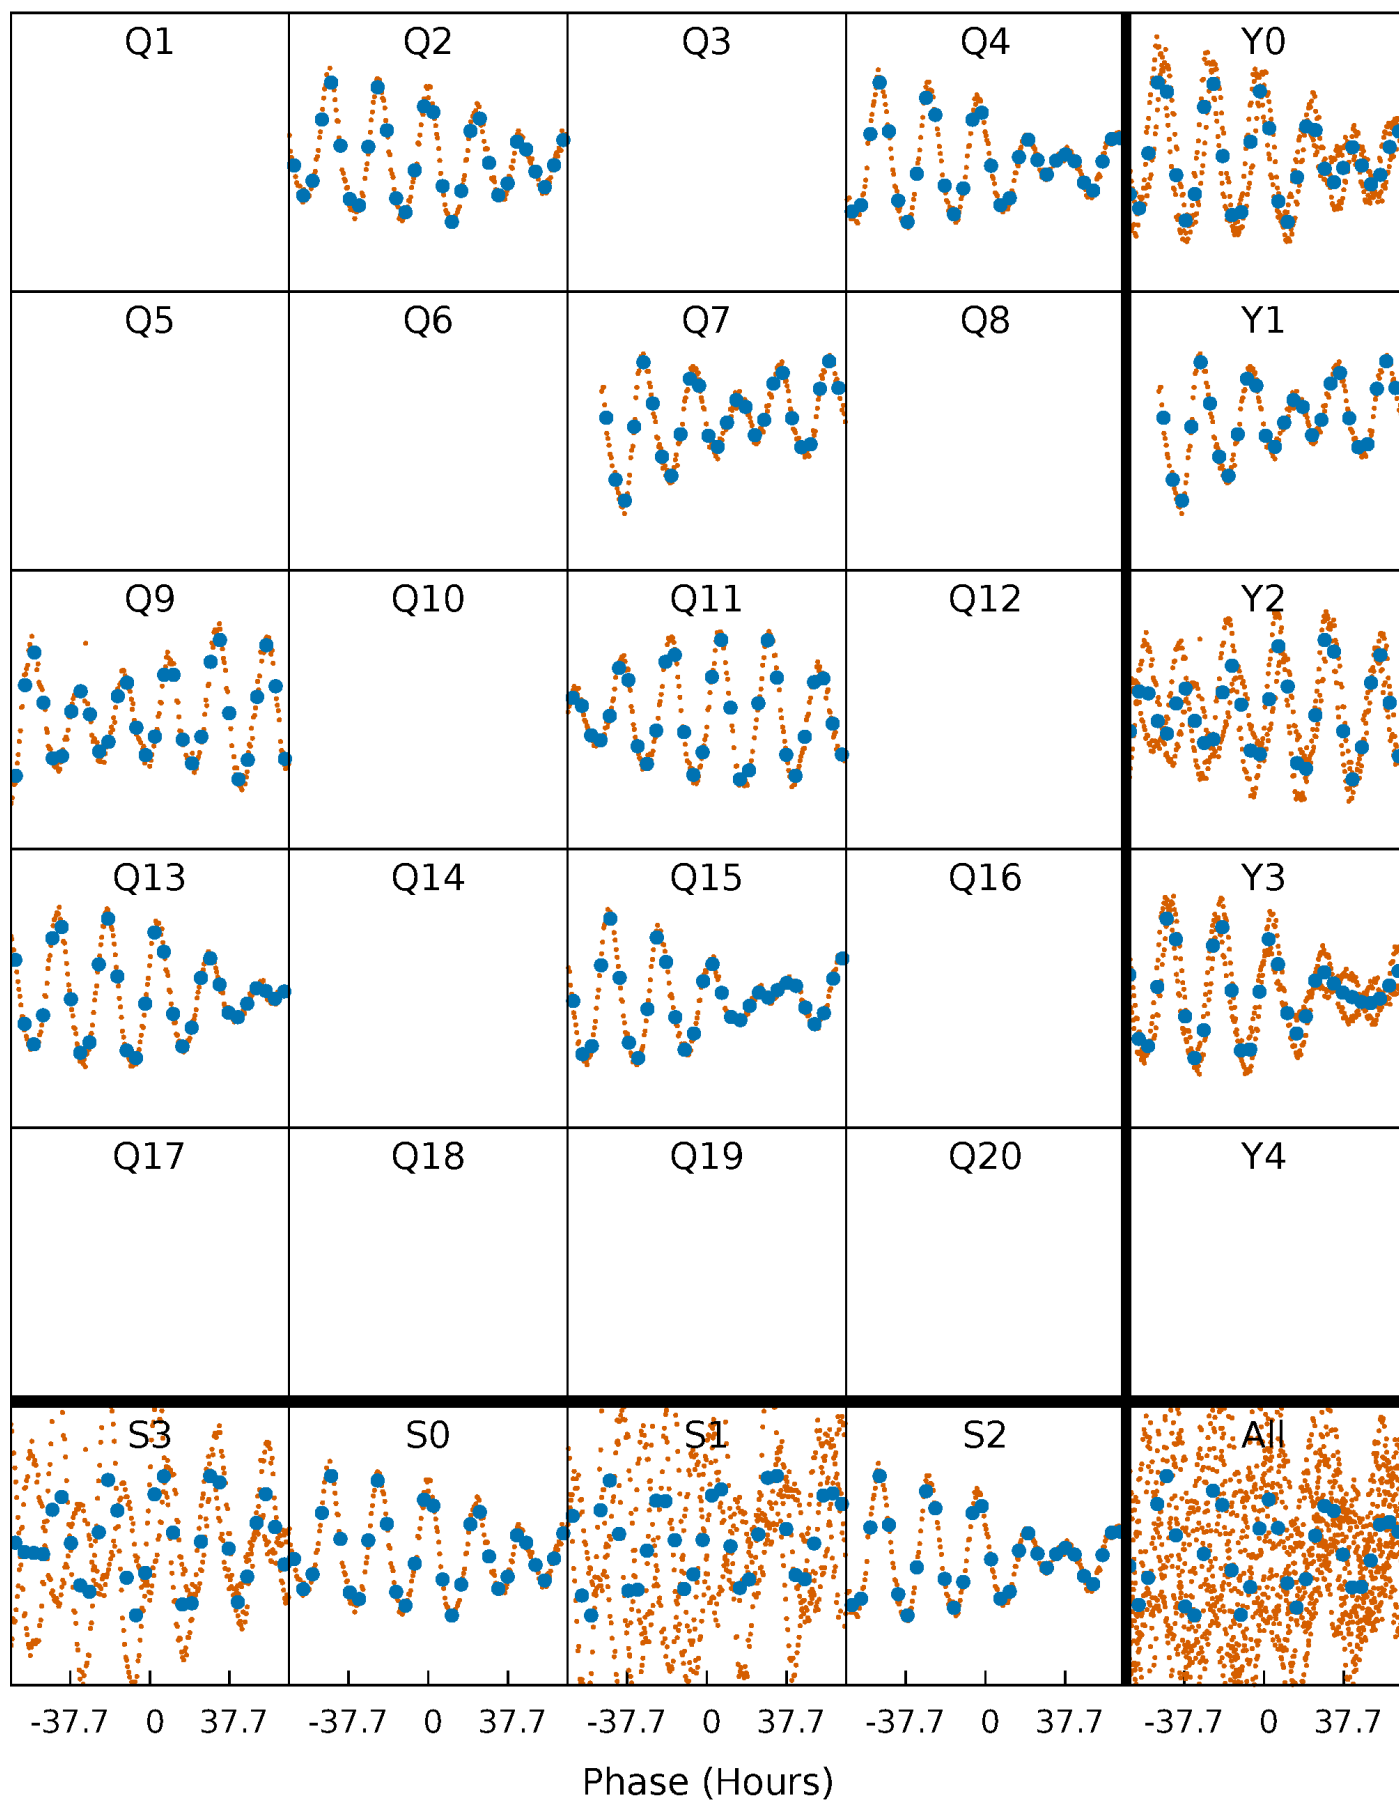 Q1 Q2 Q3 Q4 Y0
Q5 Q6 Q7 Q8 Y1
Q9 Q10 Q11 Q12 Y2
Q13 Q14 Q15 Q16 Y3
Q17 Q18 Q19 Q20 Y4
S3 S0 S1 S2 All
-37.7 0 37.7 -37.7 0 37.7 -37.7 0 37.7 -37.7 0 37.7 -37.7 0 37.7
Phase (Hours)